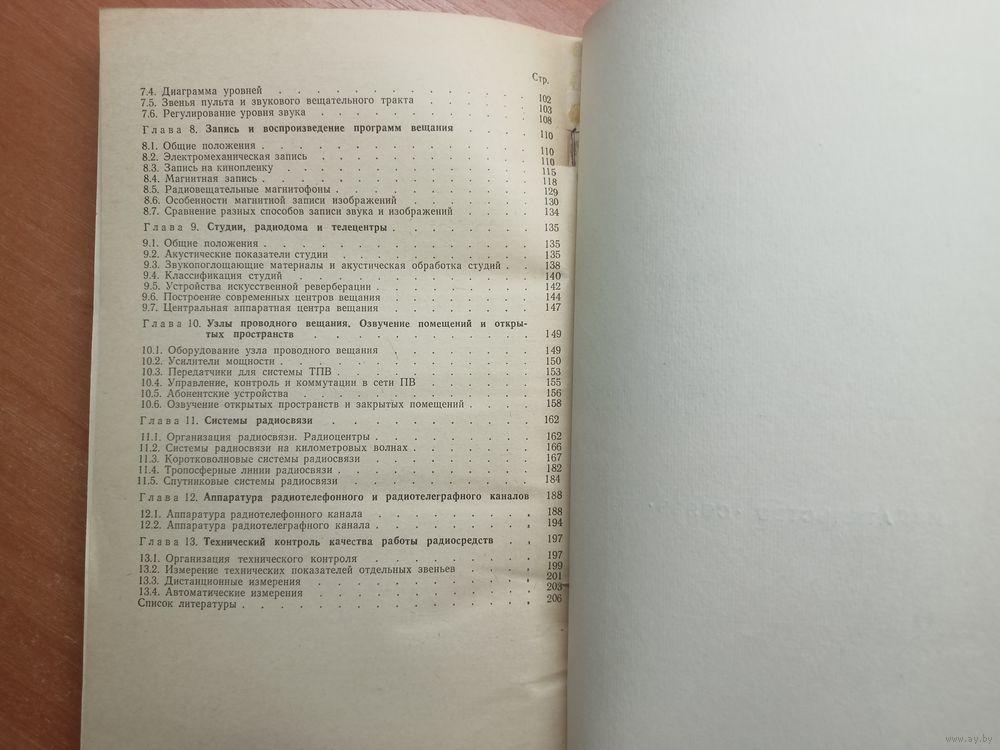 Стр.
7.4. Диаграмма уровней . . . . . . . . . . . 102
7.5. Звенья пульта и звукового вещательного тракта . . . . 103
7.6. Регулирование уровня звука . . . . . . . . 108
Глава 8. Запись и воспроизведение программ вещания . . . . 110
8.1. Общие положения . . . . . . . . . . . 110
8.2. Электромеханическая запись . . . . . . . . . 110
8.3. Запись на кинопленку . . . . . . . . . . 115
8.4. Магнитная запись . . . . . . . . . . . 118
8.5. Радиовещательные магнитофоны . . . . . . . . 129
8.6. Особенности магнитной записи изображений . . . . . 130
8.7. Сравнение разных способов записи звука и изображений . . . 134
Глава 9. Студии, радиодома и телецентры . . . . . . 135
9.1. Общие положения . . . . . . . . . . . 135
9.2. Акустические показатели студии . . . . . . . . 135
9.3. Звукопоглощающие материалы и акустическая обработка студий . . 138
9.4. Классификация студий . . . . . . . . . . 140
9.5. Устройства искусственной реверберации . . . . . . 142
9.6. Построение современных центров вещания . . . . . 144
9.7. Центральная аппаратная центра вещания . . . . . . 147
Глава 10. Узлы проводного вещания. Озвучение помещений и откры-
тых пространств . . . . . . . . . 149
10.1. Оборудование узла проводного вещания . . . . . . 149
10.2. Усилители мощности . . . . . . . . . . 150
10.3. Передатчики для системы ТПВ . . . . . . . . 153
10.4. Управление, контроль и коммутации в сети ПВ . . . . 155
10.5. Абонентские устройства . . . . . . . . . 156
10.6. Озвучение открытых пространств и закрытых помещений . . . 158
Глава 11. Системы радиосвязи . . . . . . . . 162
11.1. Организация радиосвязи. Радиоцентры . . . . . . 162
11.2. Системы радиосвязи на километровых волнах . . . . . 166
11.3. Коротковолновые системы радиосвязи . . . . . . 167
11.4. Тропосферные линии радиосвязи . . . . . . . . 182
11.5. Спутниковые системы радиосвязи . . . . . . . 184
Глава 12. Аппаратура радиотелефонного и радиотелеграфного каналов 188
12.1. Аппаратура радиотелефонного канала . . . . . . 188
12.2. Аппаратура радиотелеграфного канала . . . . . . 194
Глава 13. Технический контроль качества работы радиосредств . . 197
13.1. Организация технического контроля . . . . . . . 197
13.2. Измерение технических показателей отдельных звеньев . . . 199
13.3. Дистанционные измерения . . . . . . . . . 201
13.4. Автоматические измерения . . . . . . . . . 203
Список литературы . . . . . . . . . . . . 206
www.ay.by